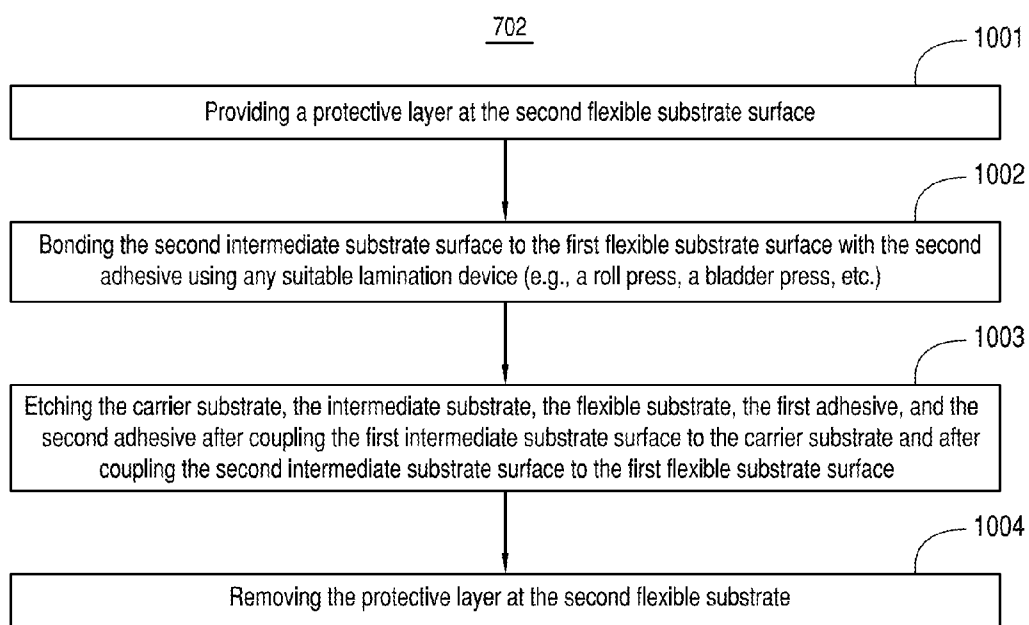 702
1001
Providing a protective layer at the second flexible substrate surface
1002
Bonding the second intermediate substrate surface to the first flexible substrate surface with the second
adhesive using any suitable lamination device (e.g., a roll press, a bladder press, etc.)
1003
Etching the carrier substrate, the intermediate substrate, the flexible substrate, the first adhesive, and the
second adhesive after coupling the first intermediate substrate surface to the carrier substrate and after
coupling the second intermediate substrate surface to the first flexible substrate surface
1004
Removing the protective layer at the second flexible substrate